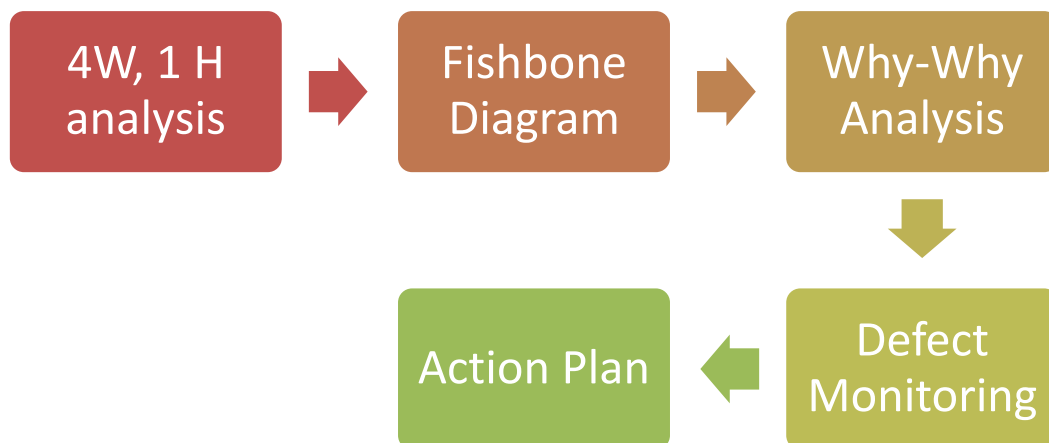 4W, 1 H
analysis
Fishbone
Diagram
Why-Why
Analysis
Defect
Monitoring
Action Plan